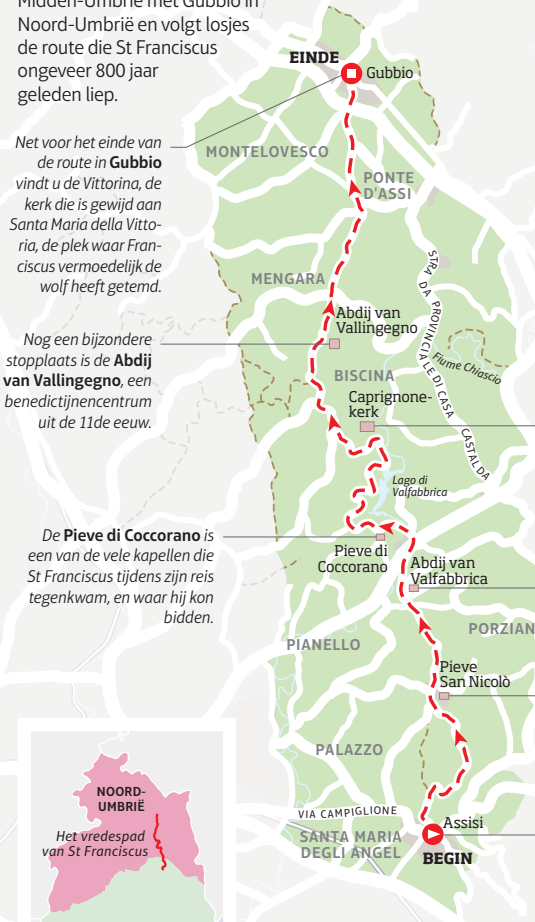 Midden-Umbrië met Gubbio in
Noord-Umbrië en volgt losjes
de route die St Franciscus
ongeveer 800 jaar
geleden liep.
EINDE
Gubbio
Net voor het einde van
de route in Gubbio
vindt u de Vittorina, de
kerk die is gewijd aan
Santa Maria della Vitto-
ria, de plek waar Fran-
ciscus vermoedelijk de
wolf heeft getemd.
MONTELOVESCO
PONTE
D'ASSI
STRADA PROVINCIALE DI CASA CASTALDA
MENGARA
Abdij van
Vallingegno
Fiume Chiascio
Nog een bijzondere
stopplaats is de Abdij
van Vallingegno, een
benedictijnencentrum
uit de 11de eeuw.
BISCINA
Caprignone-
kerk
Lago di
Valfabbrica
De Pieve di Coccorano is
een van de vele kapellen die
St Franciscus tijdens zijn reis
tegenkwam, en waar hij kon
bidden.
Pieve di
Coccorano
Abdij van
Valfabbrica
PORZIAN
PIANELLO
Pieve
San Nicolò
PALAZZO
VIA CAMPIGLIONE
Assisi
SANTA MARIA
DEGLI ÁNGEL
BEGIN
NOORD-
UMBRIË
Het vredespad
van St Franciscus